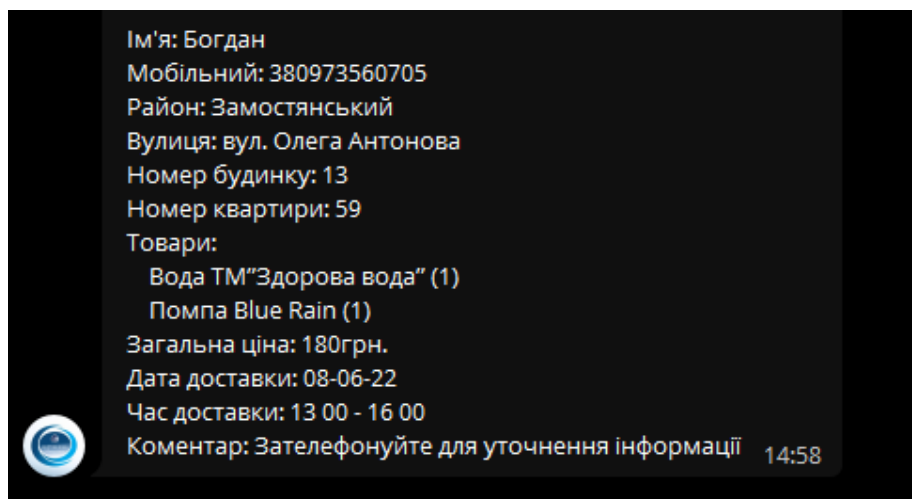 Ім'я: Богдан
Мобільний: 380973560705
Район: Замостянський
Вулиця: вул. Олега Антонова
Номер будинку: 13
Номер квартири: 59
Товари:
Вода ТМ”Здорова вода” (1)
Помпа Blue Rain (1)
Загальна ціна: 180грн.
Дата доставки: 08-06-22
Час доставки: 13 00 - 16 00
Коментар: Зателефонуйте для уточнення інформації 14:58